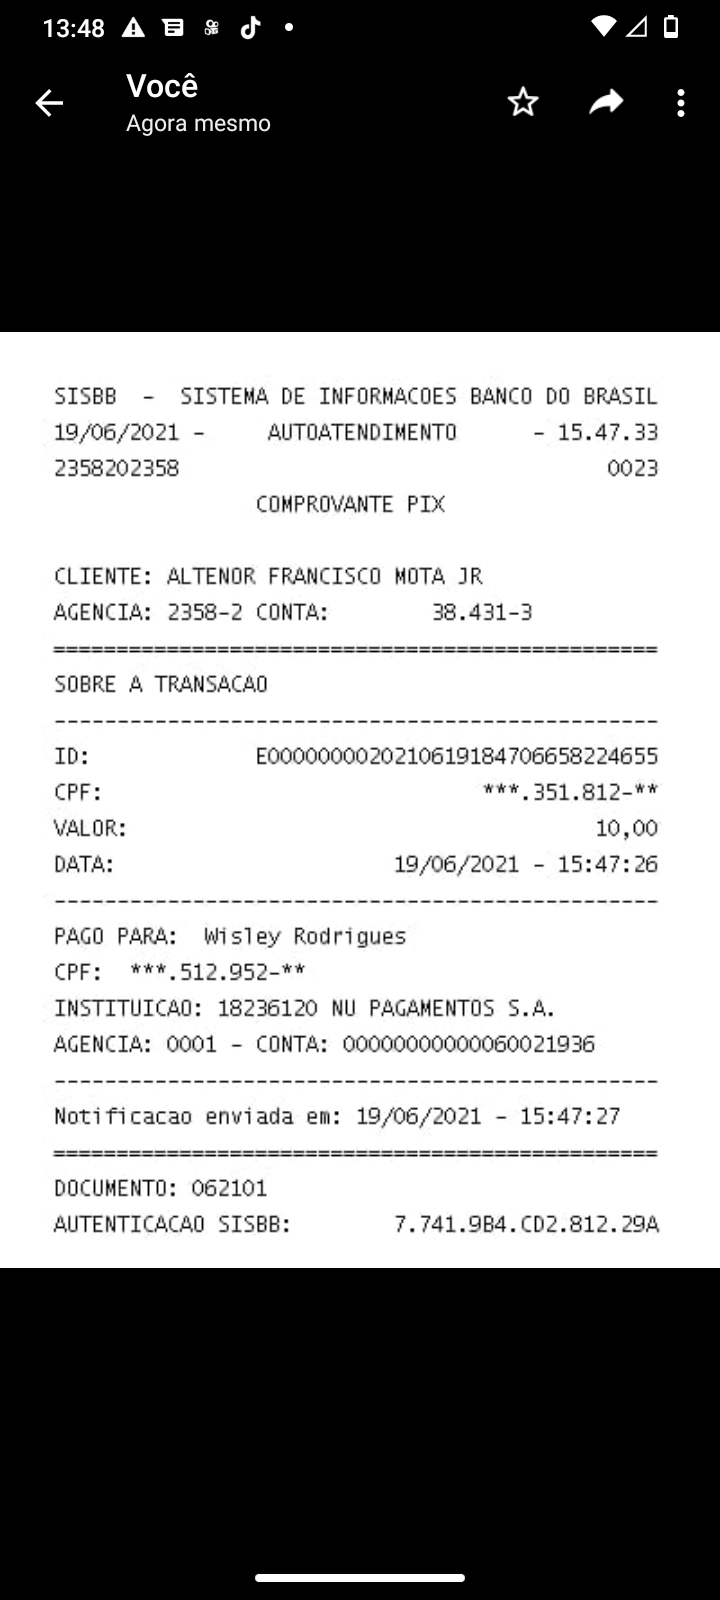 13:48
Você
Agora mesmo
SISBB - SISTEMA DE INFORMACOES BANCO DO BRASIL
19/06/2021 - AUTOATENDIMENTO - 15.47.33
2358202358 0023
COMPROVANTE PIX
CLIENTE: ALTENOR FRANCISCO MOTA JR
AGENCIA: 2358-2 CONTA: 38.431-3
================================================
SOBRE A TRANSACAO
------------------------------------------------
ID: E0000000020210619184706658224655
CPF: ***.351.812-**
VALOR: 10,00
DATA: 19/06/2021 - 15:47:26
------------------------------------------------
PAGO PARA: Wisley Rodrigues
CPF: ***.512.952-**
INSTITUICAO: 18236120 NU PAGAMENTOS S.A.
AGENCIA: 0001 - CONTA: 00000000000060021936
------------------------------------------------
Notificacao enviada em: 19/06/2021 - 15:47:27
================================================
DOCUMENTO: 062101
AUTENTICACAO SISBB: 7.741.9B4.CD2.812.29A